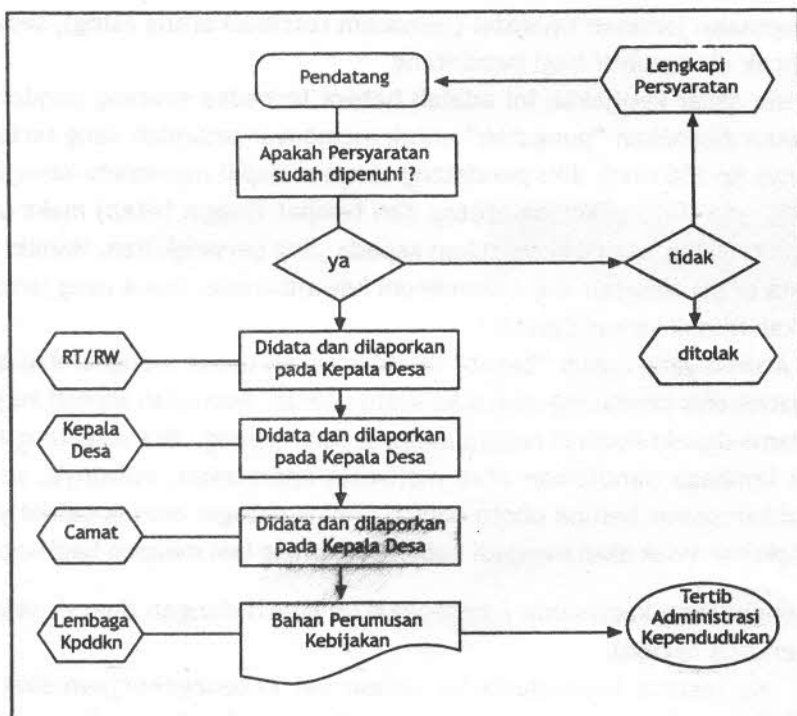 Pendatang
Lengkapi
Persyaratan
Apakah Persyaratan
sudah dipenuhi ?
ya
tidak
ditolak
RT/RW
Didata dan dilaporkan
pada Kepala Desa
Kepala
Desa
Didata dan dilaporkan
pada Kepala Desa
Camat
Didata dan dilaporkan
pada Kepala Desa
Lembaga
Kpddkn
Bahan Perumusan
Kebijakan
Tertib
Administrasi
Kependudukan